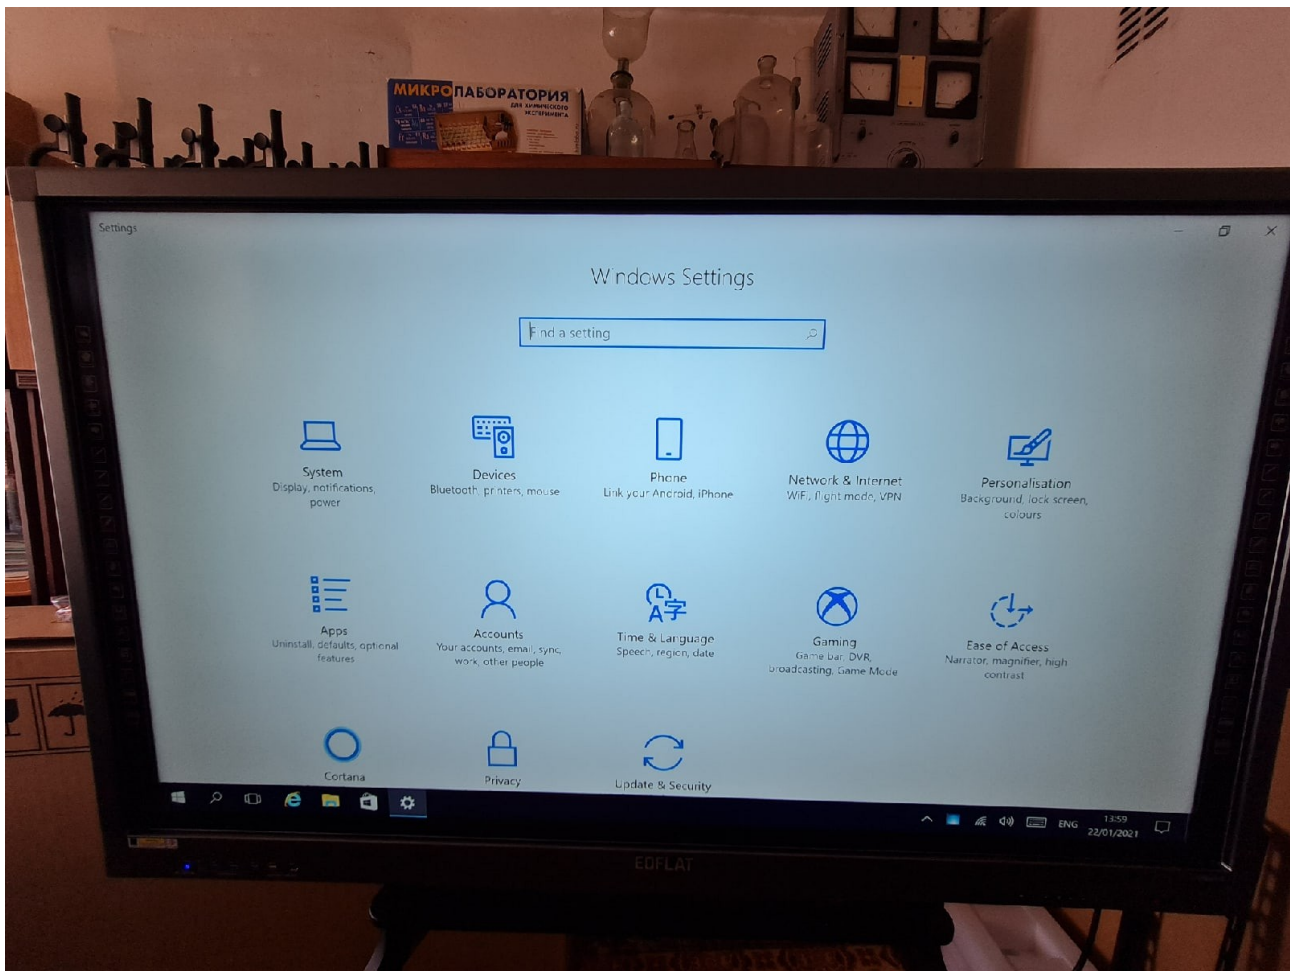 МИКРОЛАБОРАТОРИЯ
ДЛЯ ХИМИЧЕСКОГО
ЭКСПЕРИМЕНТА
Settings
Windows Settings
Find a setting
System
Display, notifications,
power
Devices
Bluetooth, printers, mouse
Phone
Link your Android, iPhone
Network & Internet
WiFi, flight mode, VPN
Personalisation
Background, lock screen,
colours
Apps
Uninstall, defaults, optional
features
Accounts
Your accounts, email, sync,
work, other people
Time & Language
Speech, region, date
Gaming
Game bar, DVR,
broadcasting, Game Mode
Ease of Access
Narrator, magnifier, high
contrast
Cortana
Privacy
Update & Security
ENG
13:59
22/01/2021
EDFLAT